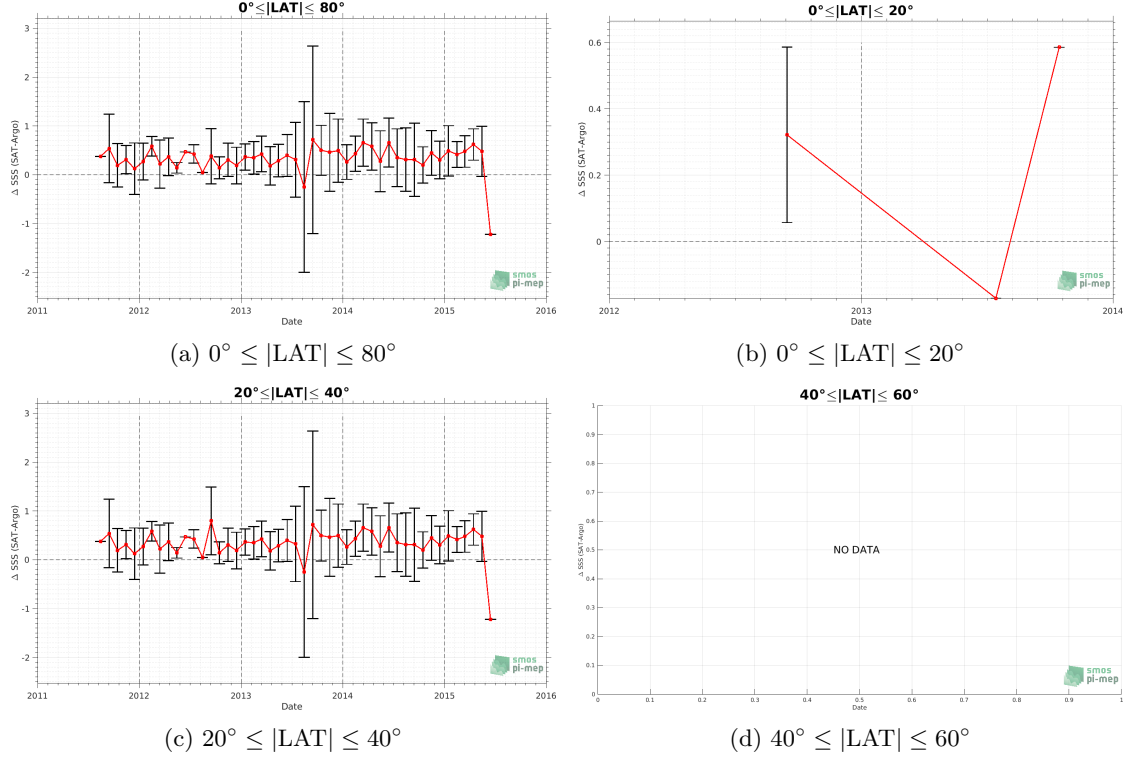 0°≤|LAT|≤ 80°
Δ SSS (SAT-Argo)
3
2
1
0
-1
-2
2011 2012 2013 2014 2015 2016
Date
smos
pi-mep
(a) 0° ≤ |LAT| ≤ 80°
0°≤|LAT|≤ 20°
Δ SSS (SAT-Argo)
0.6
0.4
0.2
0
2012 2013 2014
Date
smos
pi-mep
(b) 0° ≤ |LAT| ≤ 20°
20°≤|LAT|≤ 40°
Δ SSS (SAT-Argo)
3
2
1
0
-1
-2
2011 2012 2013 2014 2015 2016
Date
smos
pi-mep
(c) 20° ≤ |LAT| ≤ 40°
40°≤|LAT|≤ 60°
Δ SSS (SAT-Argo)
1
0.9
0.8
0.7
0.6
0.5
0.4
0.3
0.2
0.1
0
NO DATA
0 0.1 0.2 0.3 0.4 0.5 0.6 0.7 0.8 0.9 1
Date
smos
pi-mep
(d) 40° ≤ |LAT| ≤ 60°